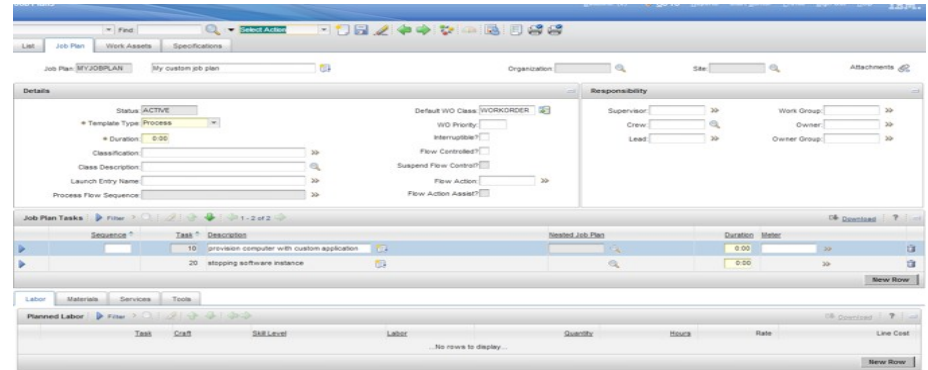 Job Plans
IBM.
Find: Select Action
List Job Plan Work Assets Specifications
Job Plan: MYJOBPLAN My custom job plan Organization: Site: Attachments
Details Responsibility
Status: ACTIVE Default WO Class: WORKORDER Supervisor: Work Group:
* Template Type: Process WO Priority: Crew: Owner:
* Duration: 0:00 Interruptible? Lead: Owner Group:
Classification: Flow Controlled?
Class Description: Suspend Flow Control?
Launch Entry Name: Flow Action:
Process Flow Sequence: Flow Action Assist?
Job Plan Tasks Filter 1 - 2 of 2 Download ?
Sequence Task Description Nested Job Plan Duration Meter
10 provision computer with custom application 0:00
20 stopping software instance 0:00
New Row
Labor Materials Services Tools
Planned Labor Filter Download ?
Task Craft Skill Level Labor Quantity Hours Rate Line Cost
...No rows to display...
New Row